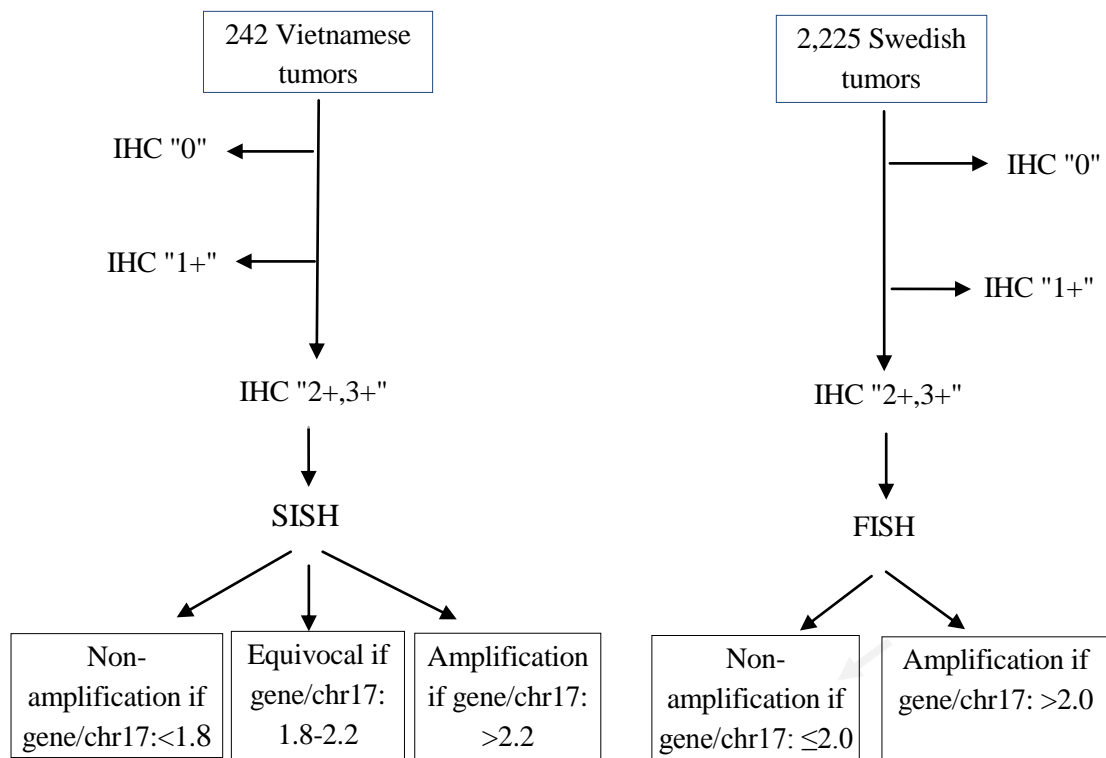 242 Vietnamese
tumors
IHC "0"
IHC "1+"
IHC "2+,3+"
SISH
Non-
amplification if
gene/chr17:<1.8
Equivocal if
gene/chr17:
1.8-2.2
Amplification
if gene/chr17:
>2.2
2,225 Swedish
tumors
IHC "0"
IHC "1+"
IHC "2+,3+"
FISH
Non-
amplification if
gene/chr17: ≤2.0
Amplification if
gene/chr17: >2.0